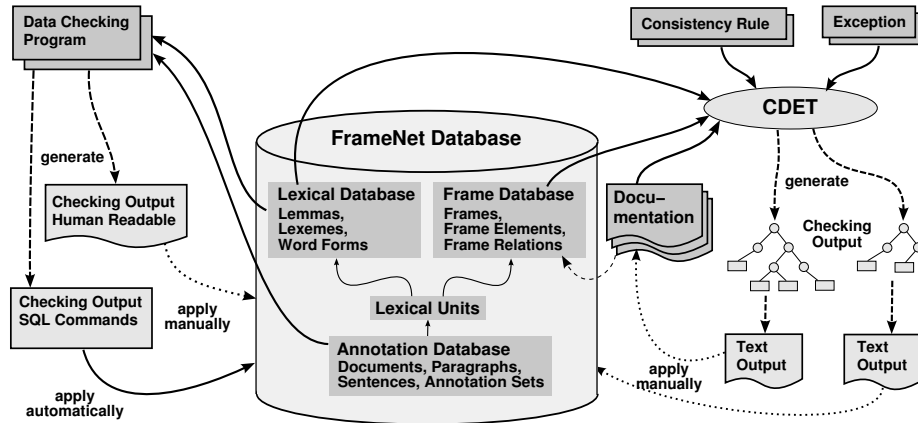 Data Checking
Program
Consistency Rule
Exception
CDET
FrameNet Database
generate
generate
Checking Output
Human Readable
Lexical Database
Lemmas,
Lexemes,
Word Forms
Frame Database
Frames,
Frame Elements,
Frame Relations
Docu–
mentation
Checking
Output
Checking Output
SQL Commands
apply
manually
Lexical Units
Annotation Database
Documents, Paragraphs,
Sentences, Annotation Sets
apply
manually
Text
Output
Text
Output
apply
automatically